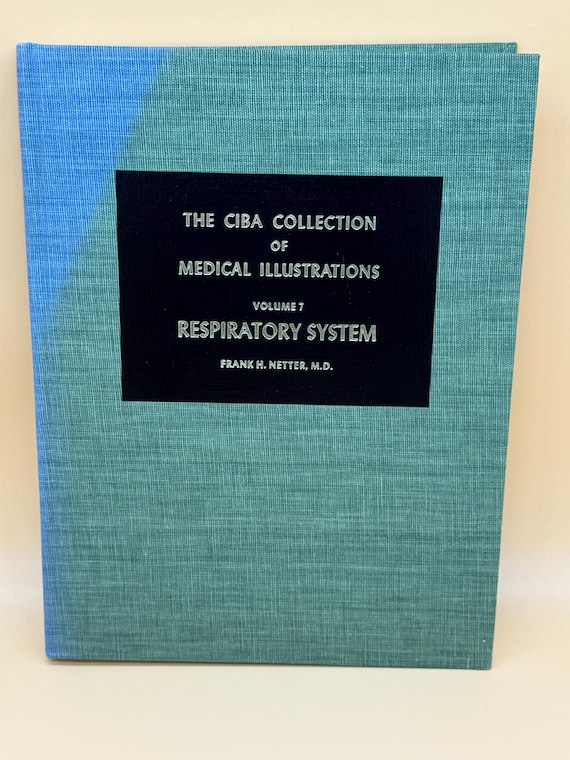 THE CIBA COLLECTION
OF
MEDICAL ILLUSTRATIONS
VOLUME 7
RESPIRATORY SYSTEM
FRANK H. NETTER, M.D.